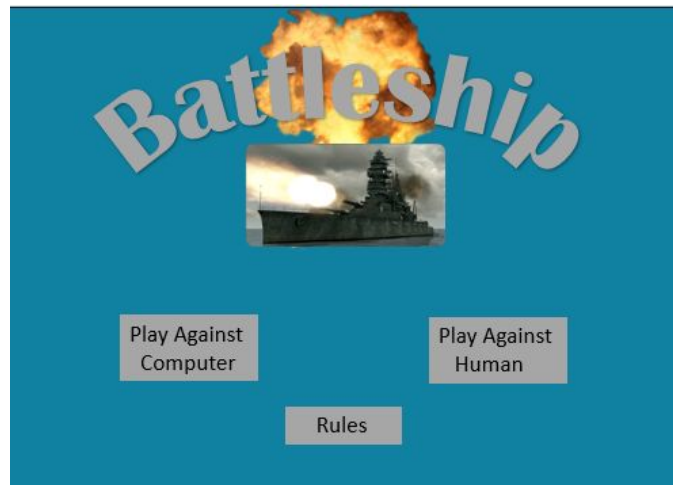 Battleship
Play Against
Computer
Play Against
Human
Rules